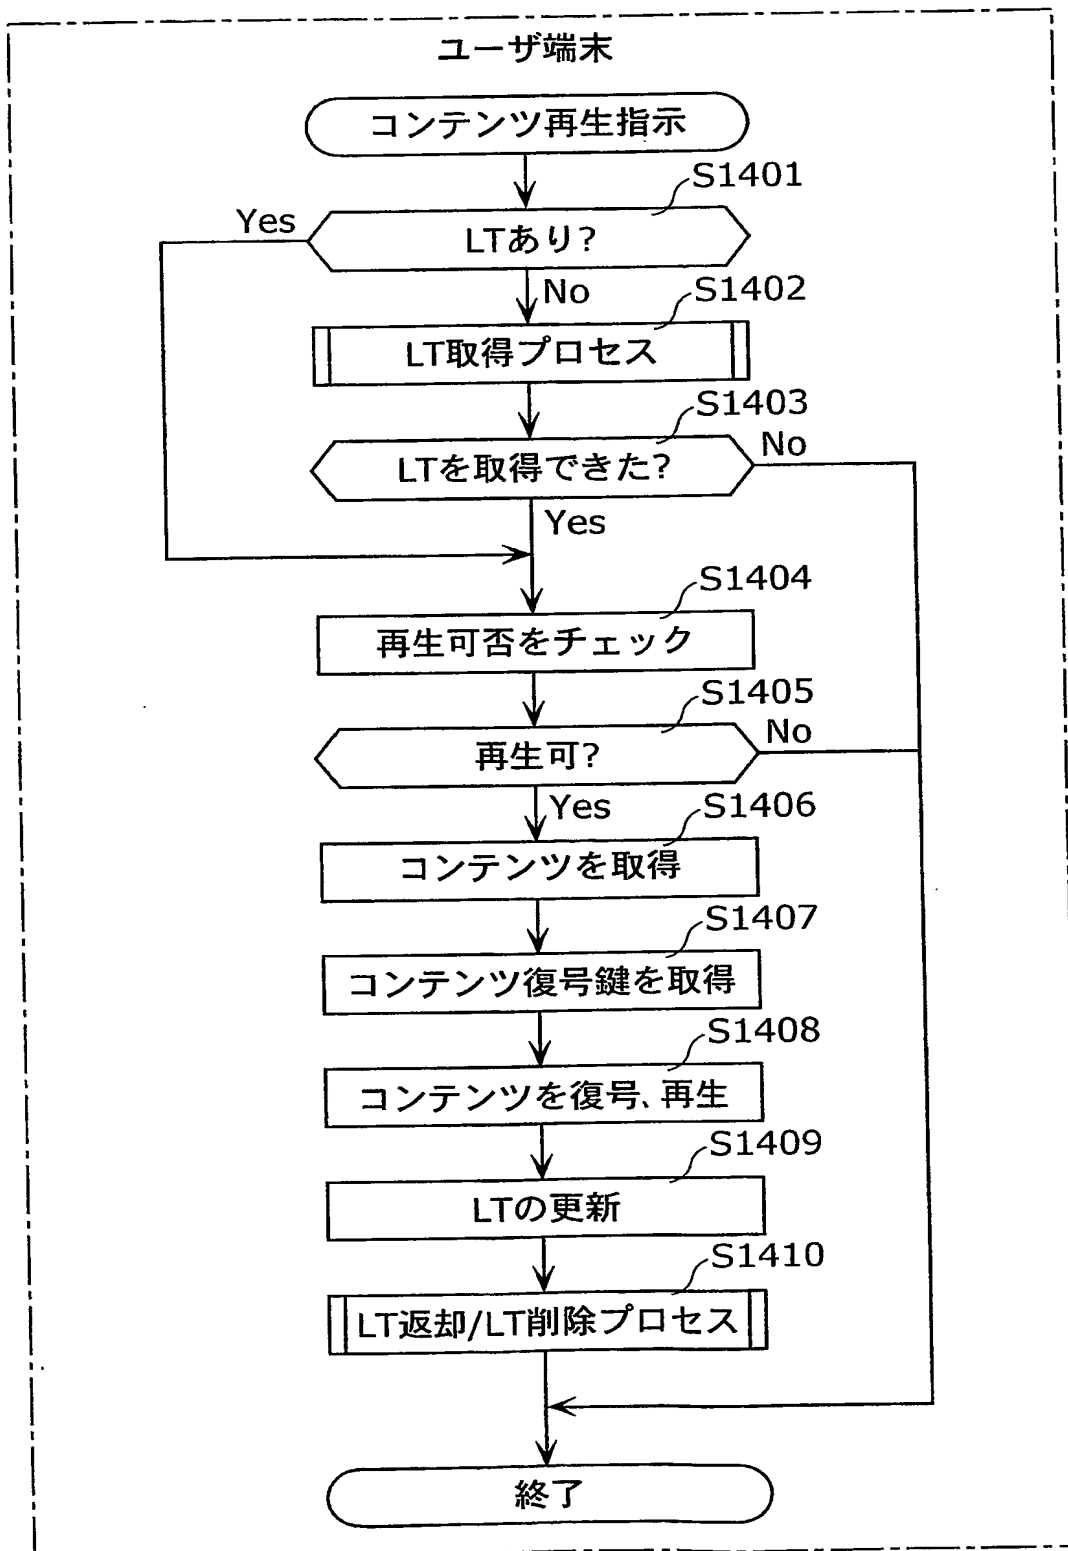 ユーザ端末
コンテンツ再生指示
S1401
Yes
LTあり?
No
S1402
LT取得プロセス
S1403
No
LTを取得できた?
Yes
S1404
再生可否をチェック
S1405
No
再生可?
Yes
S1406
コンテンツを取得
S1407
コンテンツ復号鍵を取得
S1408
コンテンツを復号、再生
S1409
LTの更新
S1410
LT返却/LT削除プロセス
終了